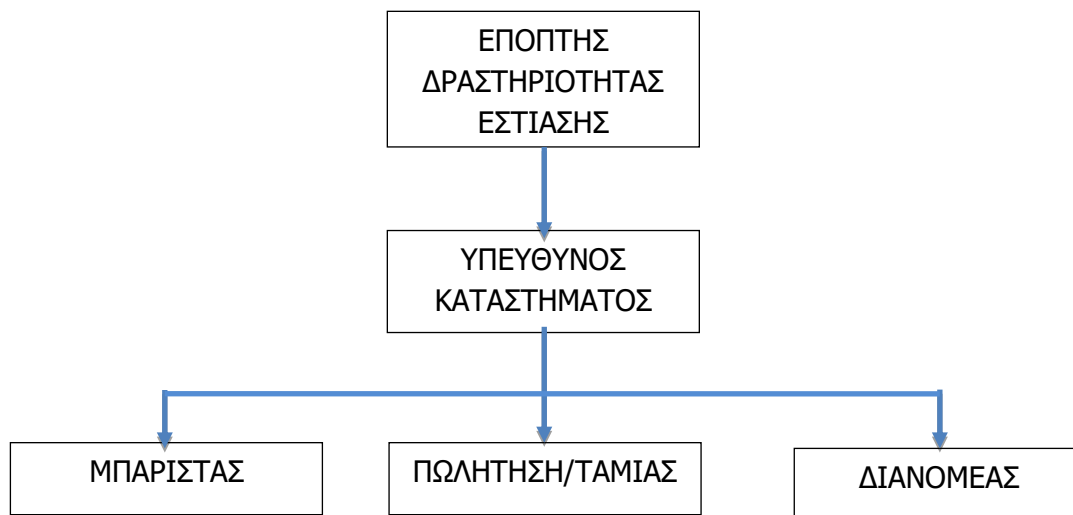 ΕΠΟΠΤΗΣ
ΔΡΑΣΤΗΡΙΟΤΗΤΑΣ
ΕΣΤΙΑΣΗΣ
ΥΠΕΥΘΥΝΟΣ
ΚΑΤΑΣΤΗΜΑΤΟΣ
ΜΠΑΡΙΣΤΑΣ
ΠΩΛΗΤΗΣΗ/ΤΑΜΙΑΣ
ΔΙΑΝΟΜΕΑΣ